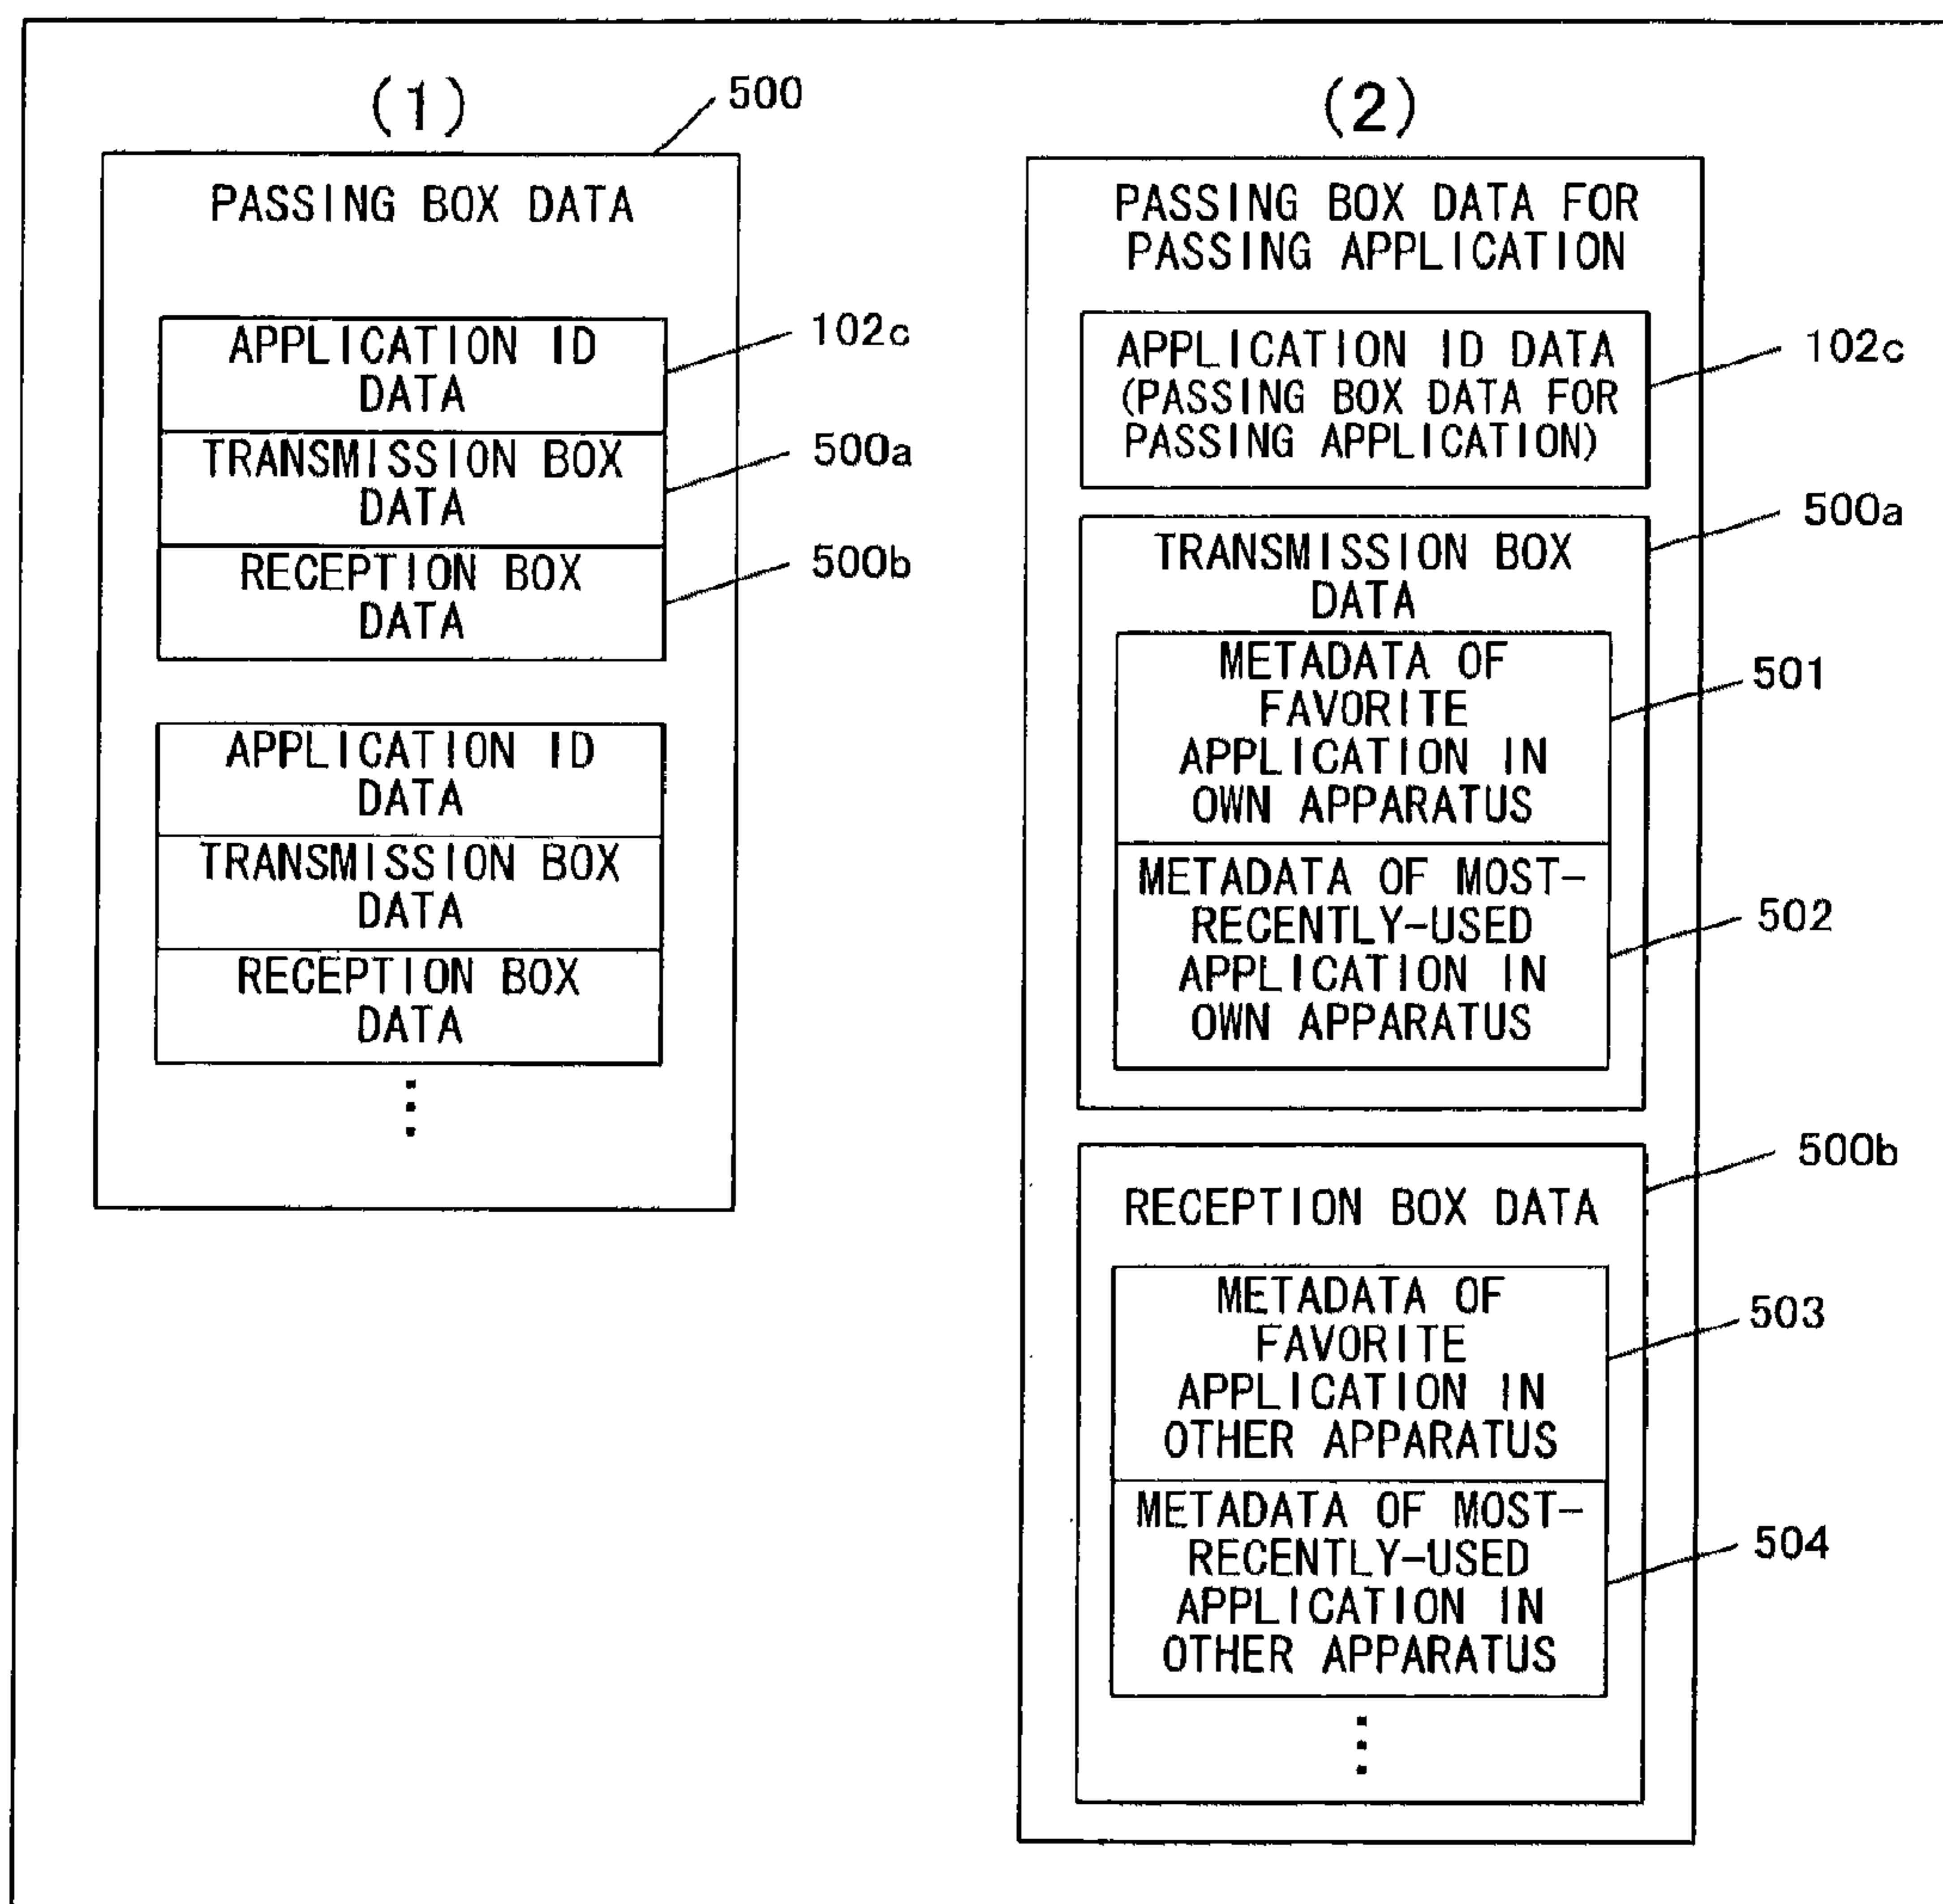 (1)
500
PASSING BOX DATA
APPLICATION ID
DATA
102c
TRANSMISSION BOX
DATA
500a
RECEPTION BOX
DATA
500b
APPLICATION ID
DATA
TRANSMISSION BOX
DATA
RECEPTION BOX
DATA
(2)
PASSING BOX DATA FOR
PASSING APPLICATION
APPLICATION ID DATA
(PASSING BOX DATA FOR
PASSING APPLICATION)
102c
500a
TRANSMISSION BOX
DATA
METADATA OF
FAVORITE
APPLICATION IN
OWN APPARATUS
501
METADATA OF MOST-
RECENTLY-USED
APPLICATION IN
OWN APPARATUS
502
500b
RECEPTION BOX DATA
METADATA OF
FAVORITE
APPLICATION IN
OTHER APPARATUS
503
METADATA OF MOST-
RECENTLY-USED
APPLICATION IN
OTHER APPARATUS
504